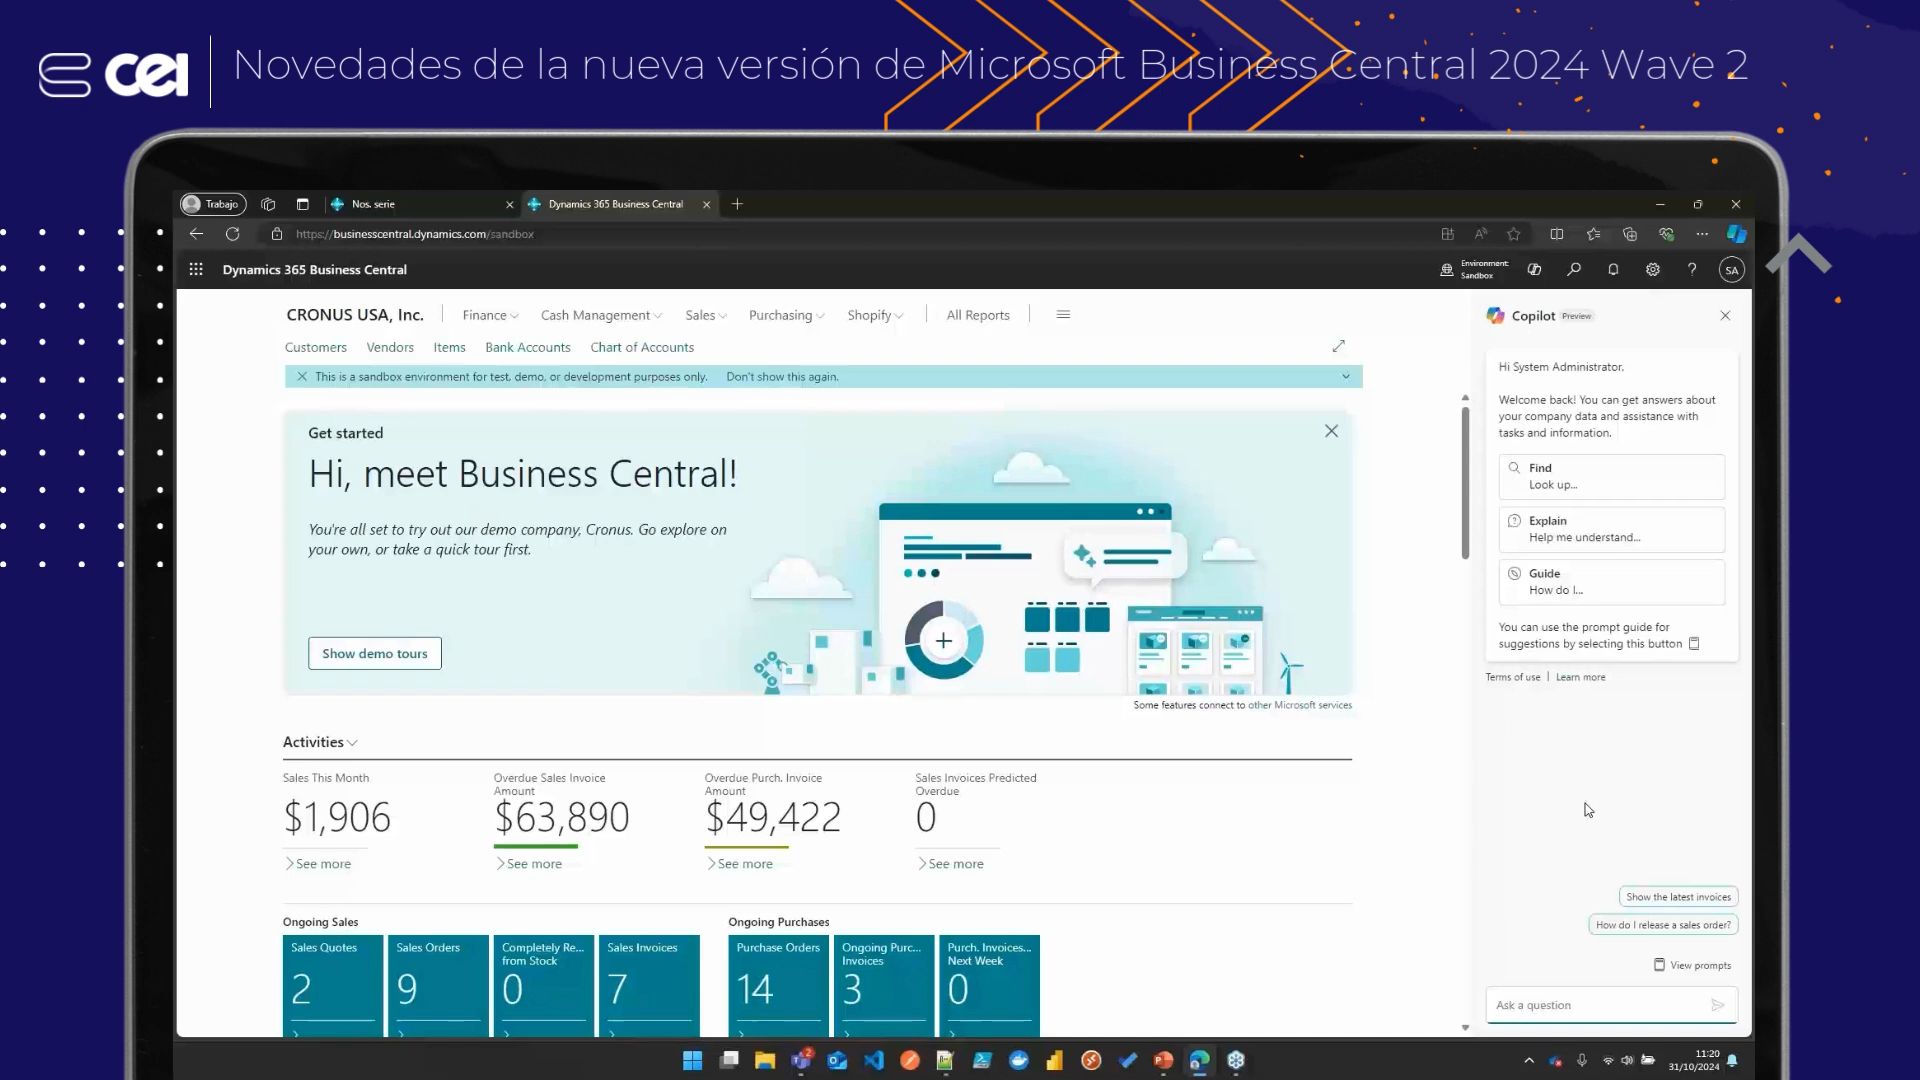 cei
Novedades de la nueva versión de Microsoft Business Central 2024 Wave 2
Trabajo
Nos. serie
Dynamics 365 Business Central
https://businesscentral.dynamics.com/sandbox
Dynamics 365 Business Central
Environment:
Sandbox
SA
CRONUS USA, Inc.
Finance
Cash Management
Sales
Purchasing
Shopify
All Reports
Customers
Vendors
Items
Bank Accounts
Chart of Accounts
This is a sandbox environment for test, demo, or development purposes only.
Don't show this again.
Get started
Hi, meet Business Central!
You're all set to try out our demo company, Cronus. Go explore on
your own, or take a quick tour first.
Show demo tours
Some features connect to other Microsoft services
Activities
Sales This Month
$1,906
See more
Overdue Sales Invoice
Amount
$63,890
See more
Overdue Purch. Invoice
Amount
$49,422
See more
Sales Invoices Predicted
Overdue
0
See more
Ongoing Sales
Sales Quotes
2
Sales Orders
9
Completely Re...
from Stock
0
Sales Invoices
7
Ongoing Purchases
Purchase Orders
14
Ongoing Purc...
Invoices
3
Purch. Invoices...
Next Week
0
Copilot Preview
Hi System Administrator,
Welcome back! You can get answers about
your company data and assistance with
tasks and information.
Find
Look up...
Explain
Help me understand...
Guide
How do I...
You can use the prompt guide for
suggestions by selecting this button
Terms of use | Learn more
Show the latest invoices
How do I release a sales order?
View prompts
Ask a question
2
11:20
31/10/2024